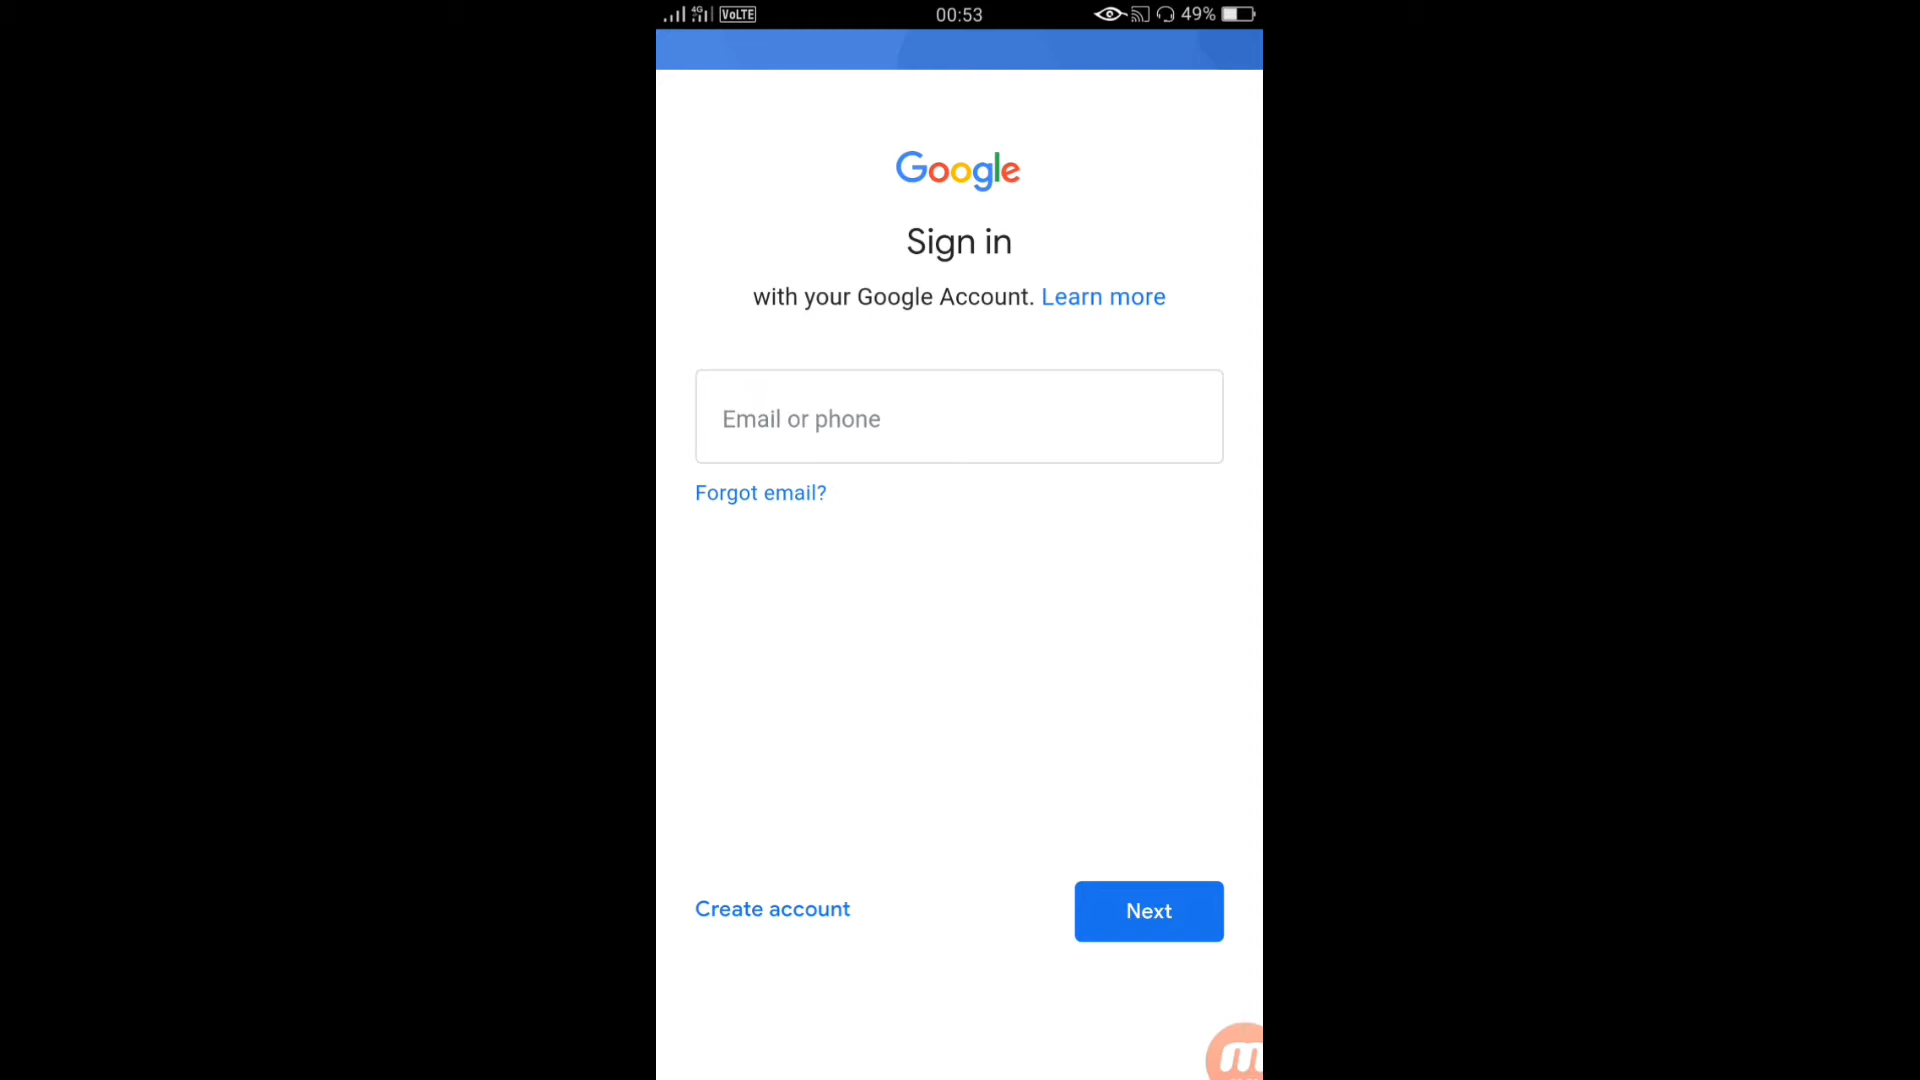 4G VoLTE 00:53 49%
Google
Sign in
with your Google Account. Learn more
Email or phone
Forgot email?
Create account Next
m